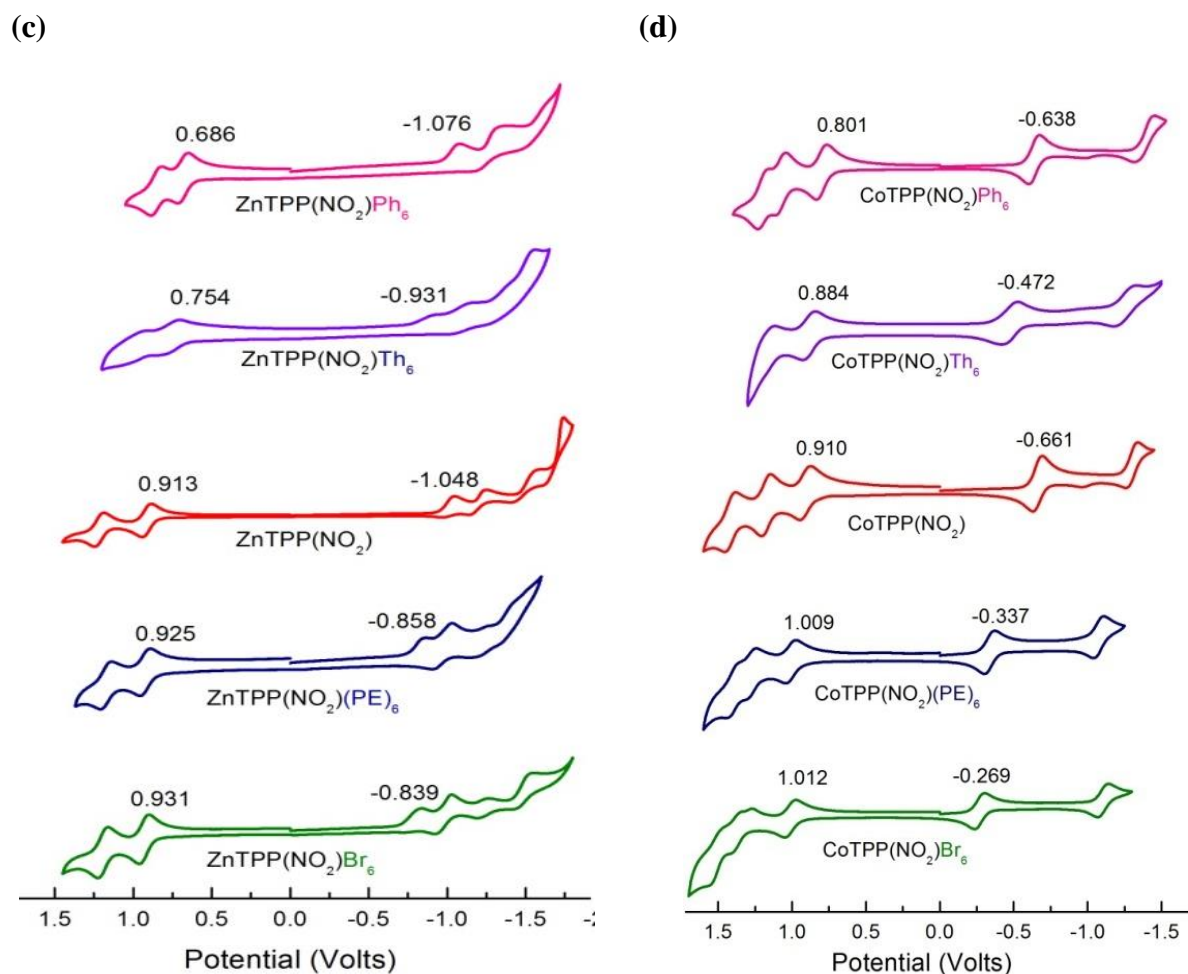 (c)
0.686
-1.076
ZnTPP(NO₂)Ph₆
0.754
-0.931
ZnTPP(NO₂)Th₆
0.913
-1.048
ZnTPP(NO₂)
0.925
-0.858
ZnTPP(NO₂)(PE)₆
0.931
-0.839
ZnTPP(NO₂)Br₆
1.5 1.0 0.5 0.0 -0.5 -1.0 -1.5 -2
Potential (Volts)
(d)
0.801
-0.638
CoTPP(NO₂)Ph₆
0.884
-0.472
CoTPP(NO₂)Th₆
0.910
-0.661
CoTPP(NO₂)
1.009
-0.337
CoTPP(NO₂)(PE)₆
1.012
-0.269
CoTPP(NO₂)Br₆
1.5 1.0 0.5 0.0 -0.5 -1.0 -1.5
Potential (Volts)